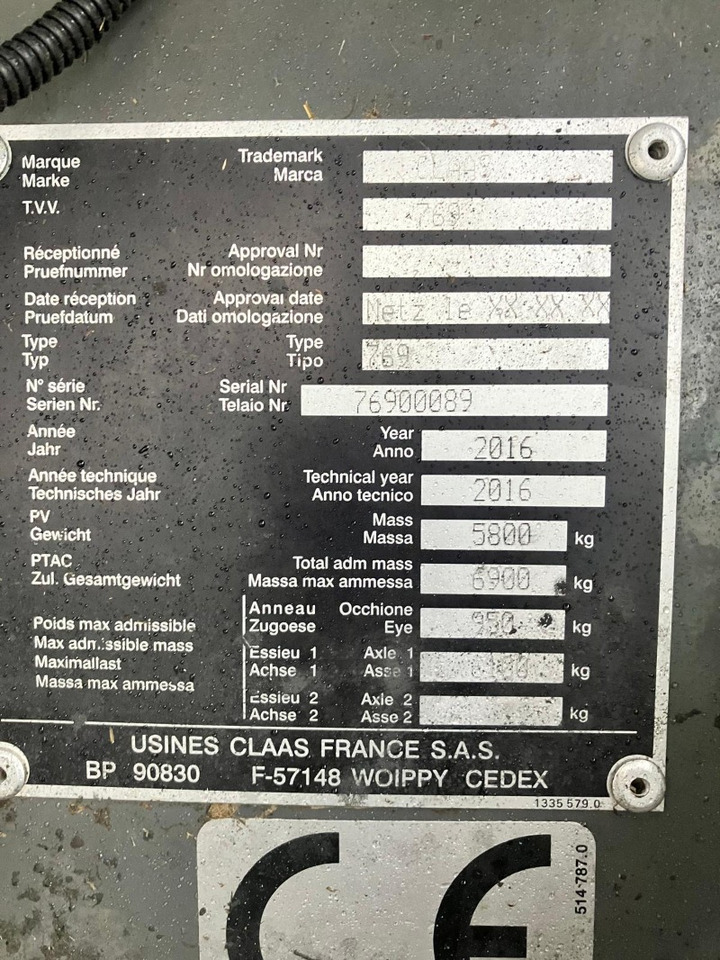 Marque Trademark CLAAS
Marke Marca
T.V.V. 769
Réceptionné Approval Nr
Pruefnummer Nr omologazione
Date réception Approval date Metz le XX XX XX
Pruefdatum Dati omologazione
Type Type 769
Typ Tipo
N° série Serial Nr 76900089
Serien Nr. Telaio Nr
Année Year 2016
Jahr Anno
Année technique Technical year 2016
Technisches Jahr Anno tecnico
PV Mass 5800 kg
Gewicht Massa
PTAC Total adm mass 6900 kg
Zul. Gesamtgewicht Massa max ammessa
Anneau Occhione 950 kg
Poids max admissible Zugoese Eye
Max admissible mass Essieu 1 Axle 1 kg
Maximallast Achse 1 Asse 1
Massa max ammessa
Essieu 2 Axle 2 kg
Achse 2 Asse 2
USINES CLAAS FRANCE S.A.S.
BP 90830 F-57148 WOIPPY CEDEX
1335 579.0
CE
514-787.0